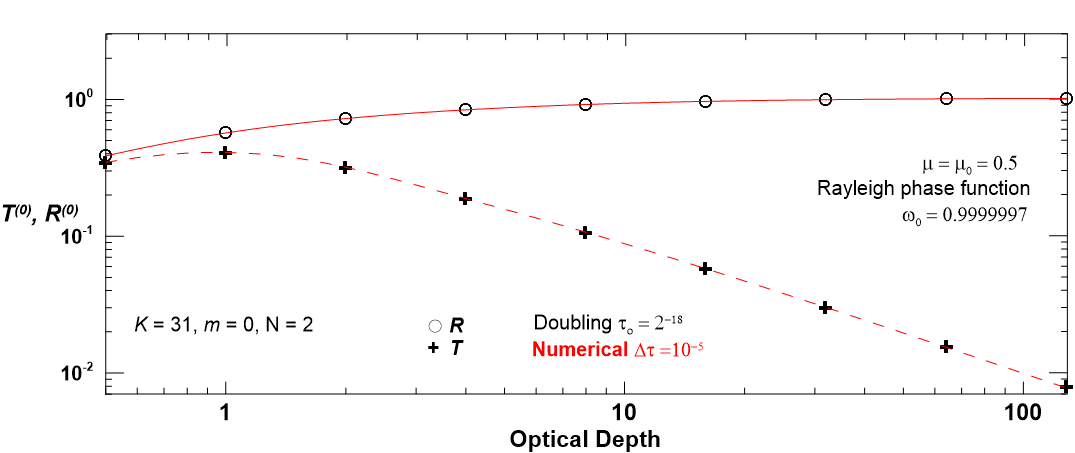 10⁰
μ = μ₀ = 0.5
Rayleigh phase function
T⁽⁰⁾, R⁽⁰⁾
ω₀ = 0.9999997
10⁻¹
K = 31, m = 0, N = 2
R
Doubling τₒ = 2⁻¹⁸
T
Numerical Δτ =10⁻⁵
10⁻²
1
10
100
Optical Depth